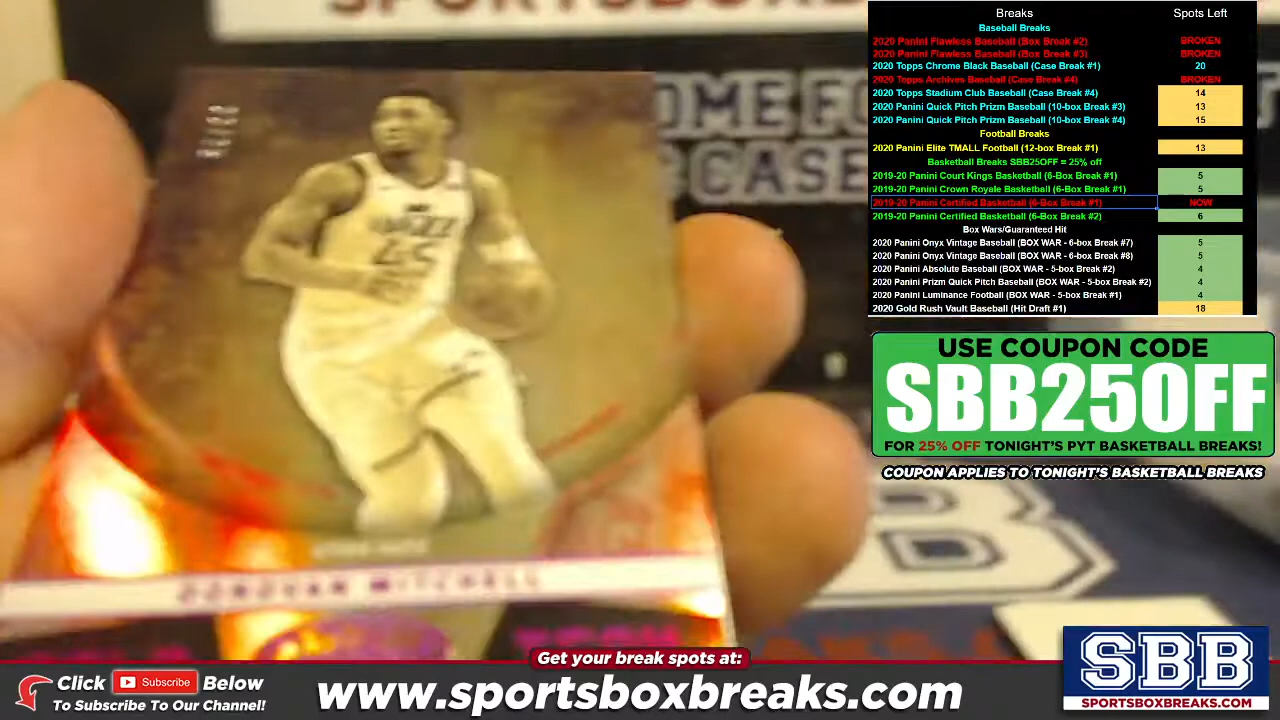 SPORTSBOX
OME FO
CASE
JAZZ
45
DONOVAN MITCHELL
Breaks Spots Left
Baseball Breaks
2020 Panini Flawless Baseball (Box Break #2) BROKEN
2020 Panini Flawless Baseball (Box Break #3) BROKEN
2020 Topps Chrome Black Baseball (Case Break #1) 20
2020 Topps Archives Baseball (Case Break #4) BROKEN
2020 Topps Stadium Club Baseball (Case Break #4) 14
2020 Panini Quick Pitch Prizm Baseball (10-box Break #3) 13
2020 Panini Quick Pitch Prizm Baseball (10-box Break #4) 15
Football Breaks
2020 Panini Elite TMALL Football (12-box Break #1) 13
Basketball Breaks SBB25OFF = 25% off
2019-20 Panini Court Kings Basketball (6-Box Break #1) 5
2019-20 Panini Crown Royale Basketball (6-Box Break #1) 5
2019-20 Panini Certified Basketball (6-Box Break #1) NOW
2019-20 Panini Certified Basketball (6-Box Break #2) 6
Box Wars/Guaranteed Hit
2020 Panini Onyx Vintage Baseball (BOX WAR - 6-box Break #7) 5
2020 Panini Onyx Vintage Baseball (BOX WAR - 6-box Break #8) 5
2020 Panini Absolute Baseball (BOX WAR - 5-box Break #2) 4
2020 Panini Prizm Quick Pitch Baseball (BOX WAR - 5-box Break #2) 4
2020 Panini Luminance Football (BOX WAR - 5-box Break #1) 4
2020 Gold Rush Vault Baseball (Hit Draft #1) 18
USE COUPON CODE
SBB25OFF
FOR 25% OFF TONIGHT'S PYT BASKETBALL BREAKS!
COUPON APPLIES TO TONIGHT'S BASKETBALL BREAKS
Get your break spots at:
Click Subscribe Below
To Subscribe To Our Channel!
www.sportsboxbreaks.com
SBB
SPORTSBOXBREAKS.COM